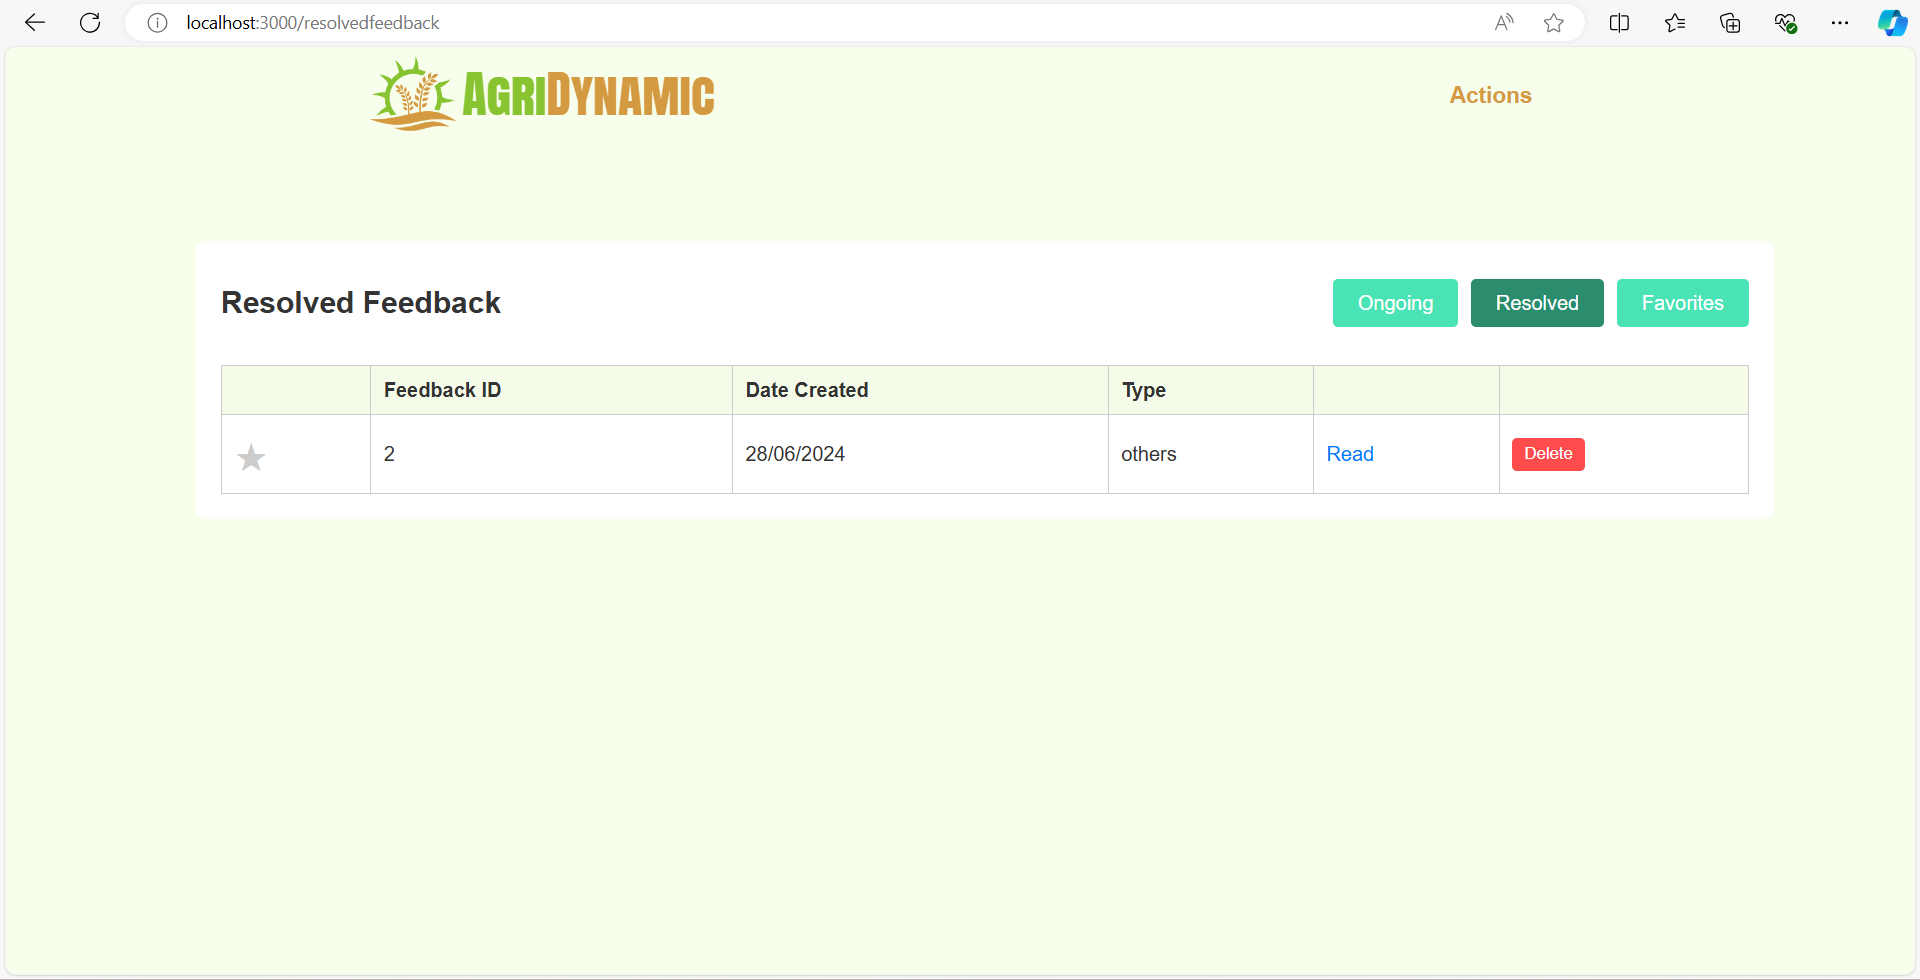 localhost:3000/resolvedfeedback
AGRIDYNAMIC
Actions
Resolved Feedback
Ongoing
Resolved
Favorites
Feedback ID Date Created Type
2 28/06/2024 others Read Delete